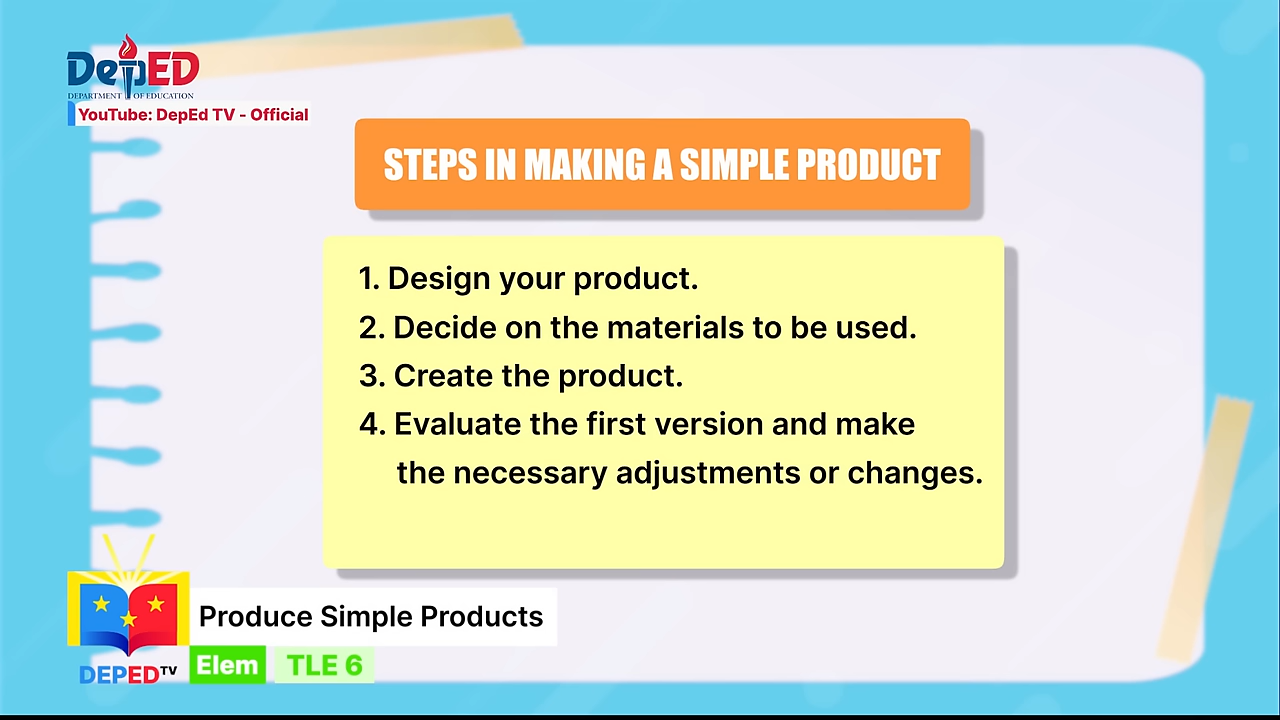 DepED
DEPARTMENT OF EDUCATION
YouTube: DepEd TV - Official
STEPS IN MAKING A SIMPLE PRODUCT
1. Design your product.
2. Decide on the materials to be used.
3. Create the product.
4. Evaluate the first version and make
the necessary adjustments or changes.
Produce Simple Products
DEPED TV
Elem TLE 6